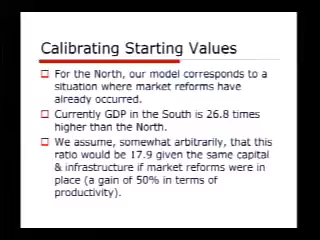 Calibrating Starting Values
For the North, our model corresponds to a
situation where market reforms have
already occurred.
Currently GDP in the South is 26.8 times
higher than the North.
We assume, somewhat arbitrarily, that this
ratio would be 17.9 given the same capital
& infrastructure if market reforms were in
place (a gain of 50% in terms of
productivity).